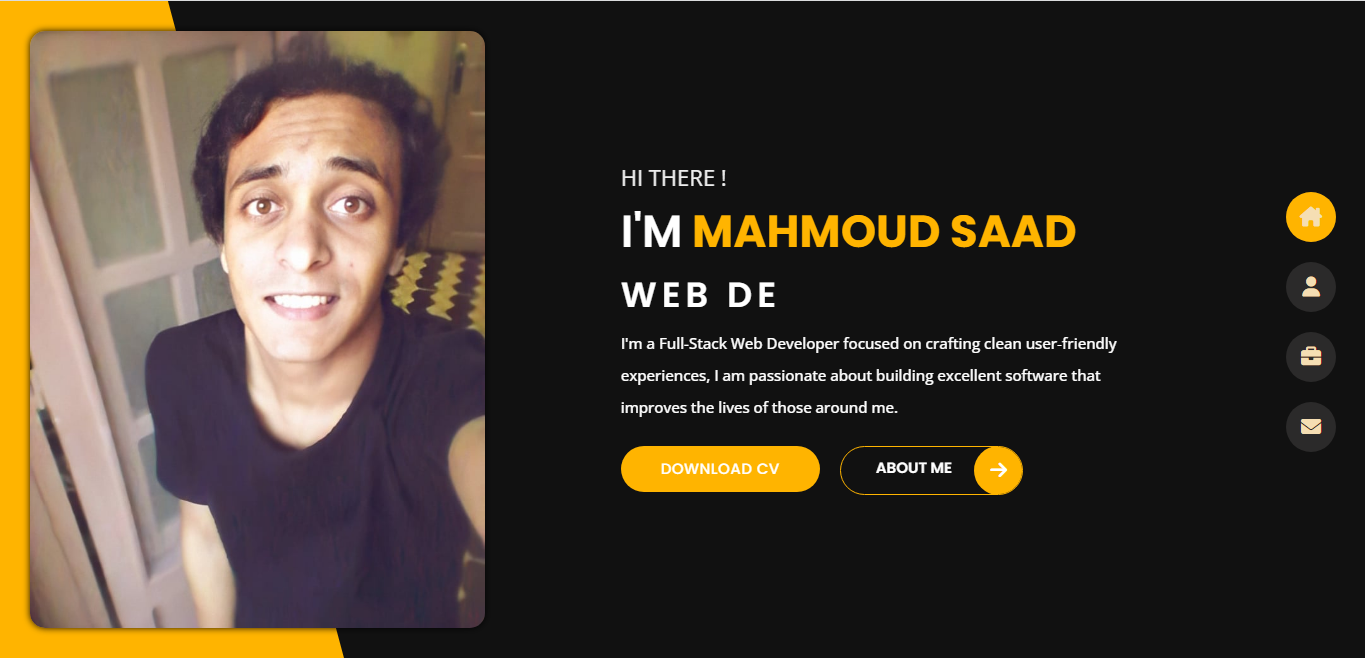 HI THERE !
I'M MAHMOUD SAAD
WEB DE
I'm a Full-Stack Web Developer focused on crafting clean user-friendly
experiences, I am passionate about building excellent software that
improves the lives of those around me.
DOWNLOAD CV
ABOUT ME